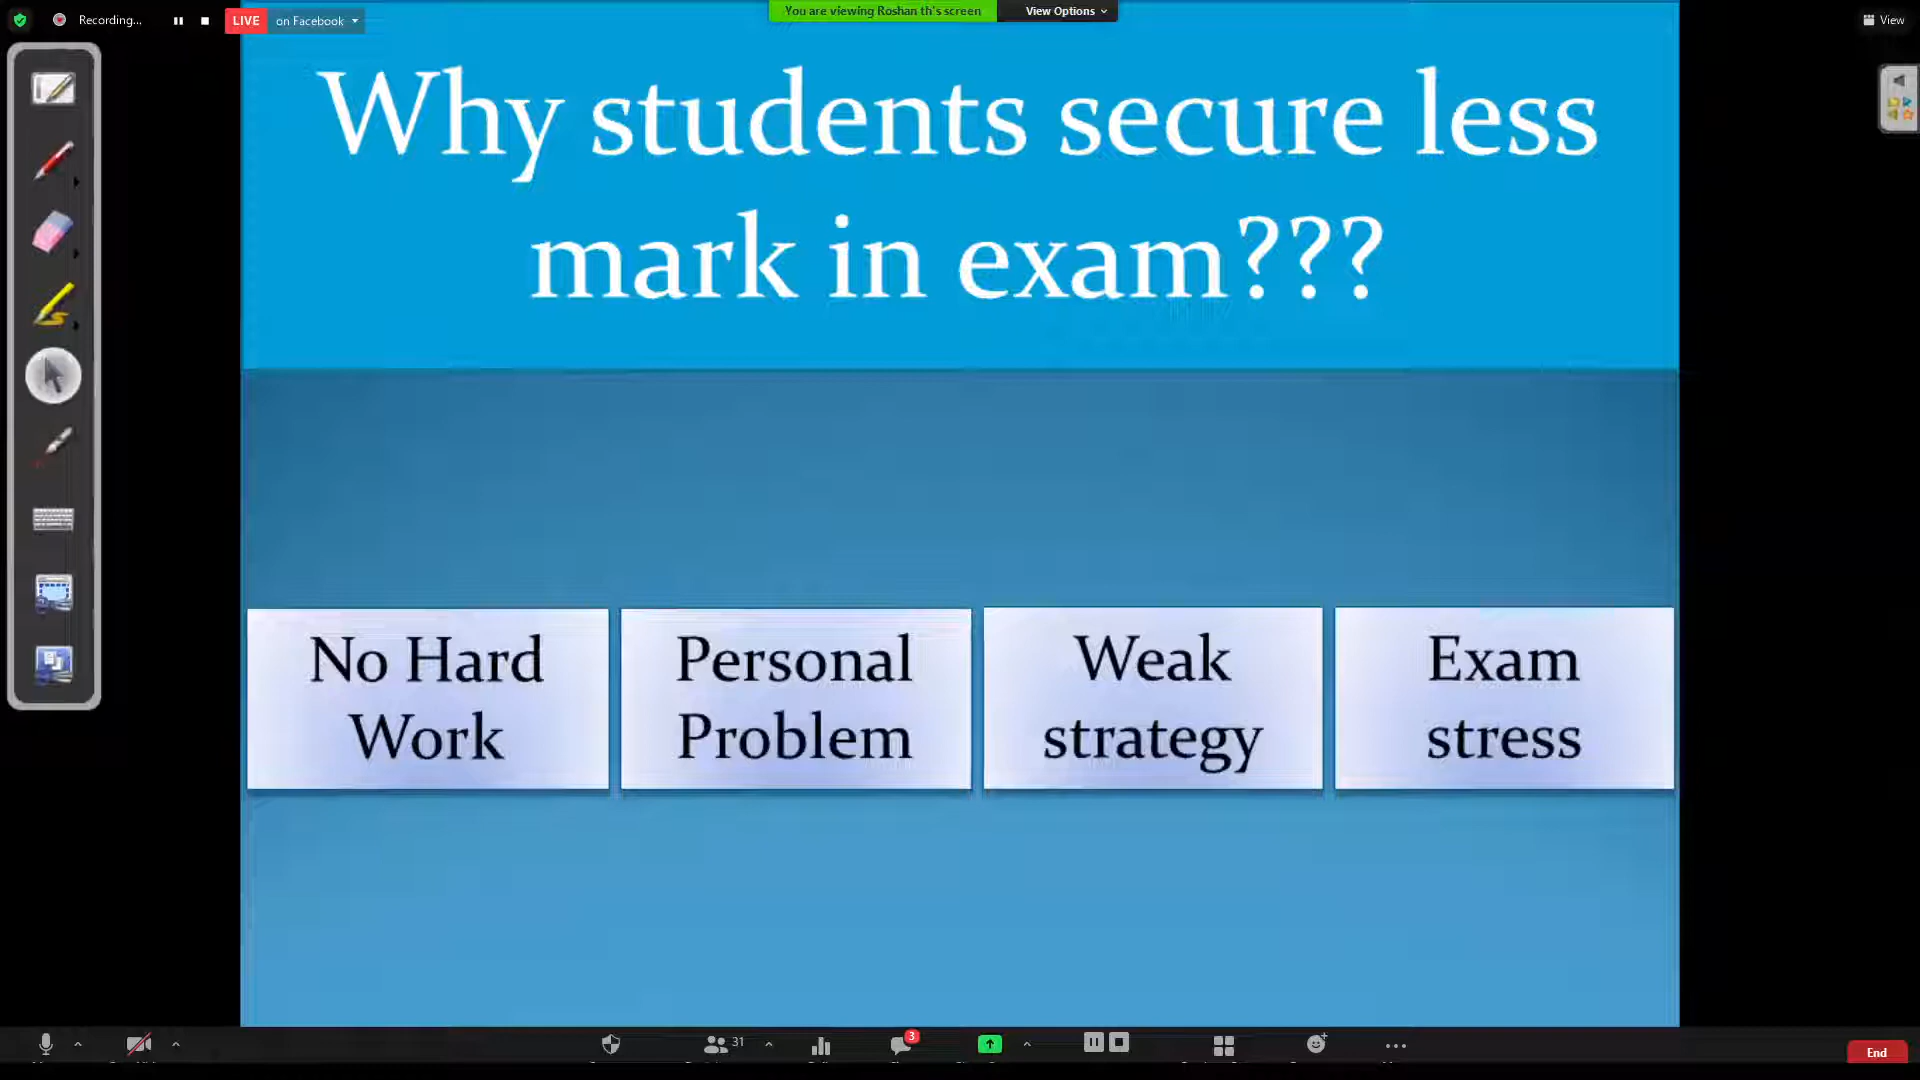 Recording...
LIVE on Facebook
You are viewing Roshan th's screen
View Options
View
Why students secure less
mark in exam???
No Hard
Work
Personal
Problem
Weak
strategy
Exam
stress
31
3
End